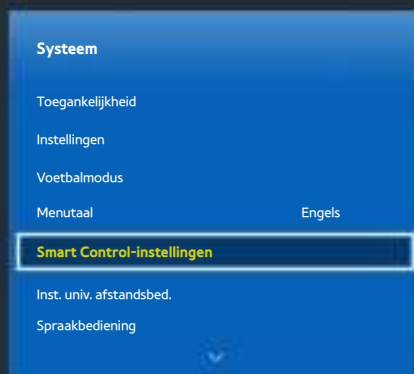 Systeem
Toegankelijkheid
Instellingen
Voetbalmodus
Menutaal Engels
Smart Control-instellingen
Inst. univ. afstandsbed.
Spraakbediening